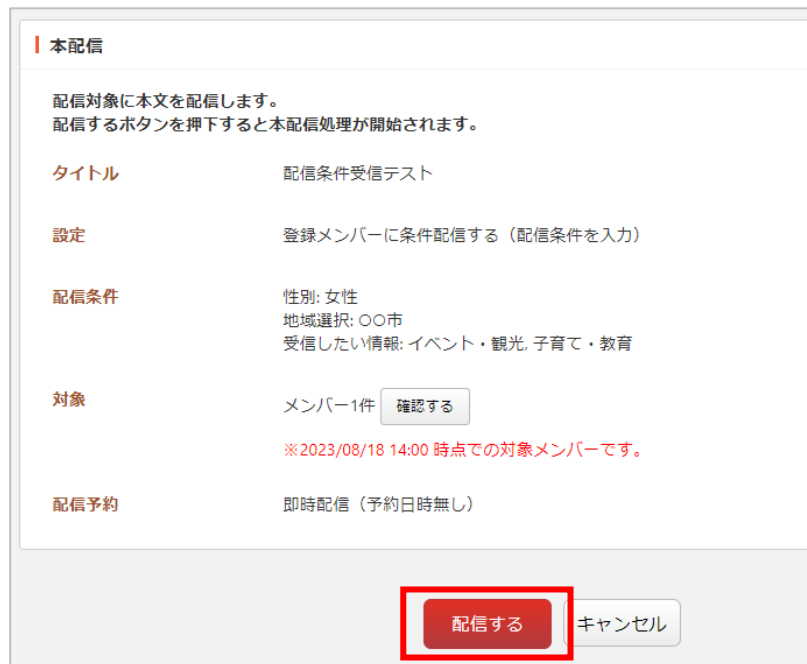 本配信
配信対象に本文を配信します。
配信するボタンを押下すると本配信処理が開始されます。
タイトル 配信条件受信テスト
設定 登録メンバーに条件配信する（配信条件を入力）
配信条件 性別: 女性
地域選択: 〇〇市
受信したい情報: イベント・観光, 子育て・教育
対象 メンバー1件 確認する
※2023/08/18 14:00 時点での対象メンバーです。
配信予約 即時配信（予約日時無し）
配信する キャンセル